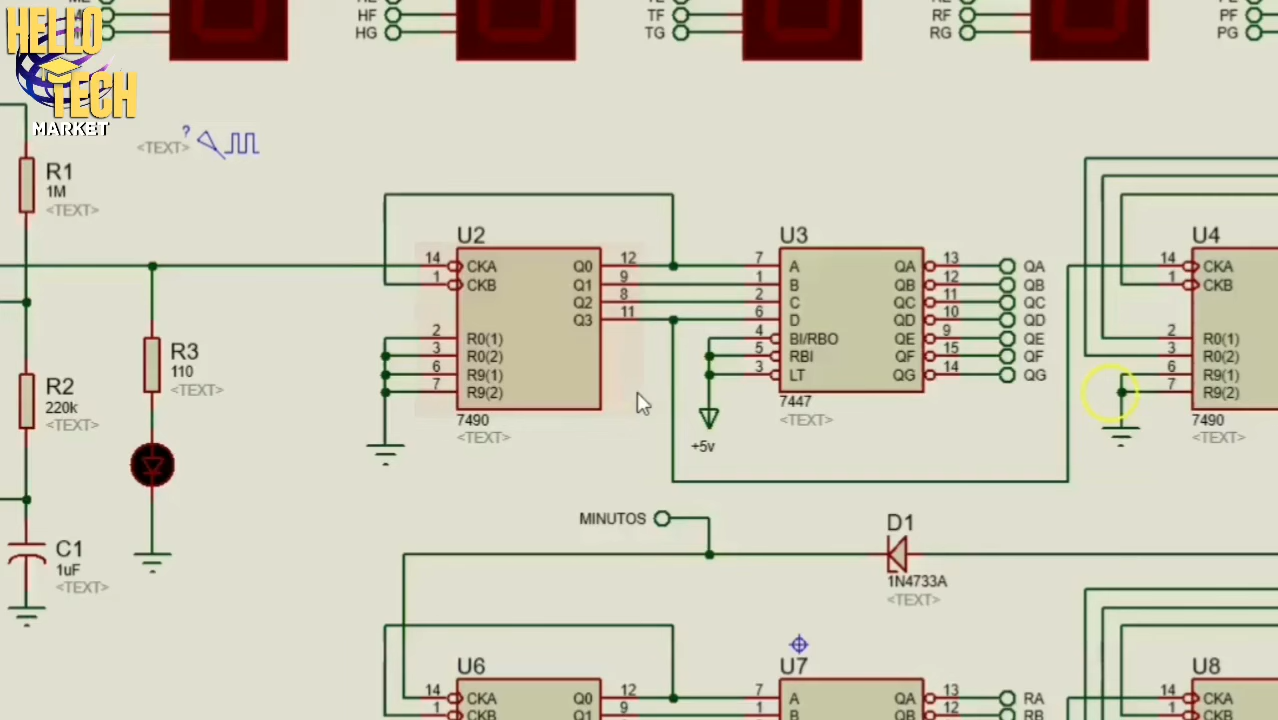 HELLO
TECH
MARKET
HF
HG
TF
TG
RF
RG
PF
PG
<TEXT>
?
R1
1M
<TEXT>
R2
220k
<TEXT>
C1
1uF
<TEXT>
R3
110
<TEXT>
U2
14 CKA Q0 12
1 CKB Q1 9
Q2 8
Q3 11
2 R0(1)
3 R0(2)
6 R9(1)
7 R9(2)
7490
<TEXT>
U3
7 A QA 13 QA
1 B QB 12 QB
2 C QC 11 QC
6 D QD 10 QD
4 BI/RBO QE 9 QE
5 RBI QF 15 QF
3 LT QG 14 QG
7447
<TEXT>
+5v
U4
14 CKA
1 CKB
2 R0(1)
3 R0(2)
6 R9(1)
7 R9(2)
7490
<TEXT>
MINUTOS
D1
1N4733A
<TEXT>
U6
14 CKA Q0 12
1 CKB Q1 9
U7
7 A QA 13 RA
1 B QB 12 RB
U8
14 CKA
1 CKB